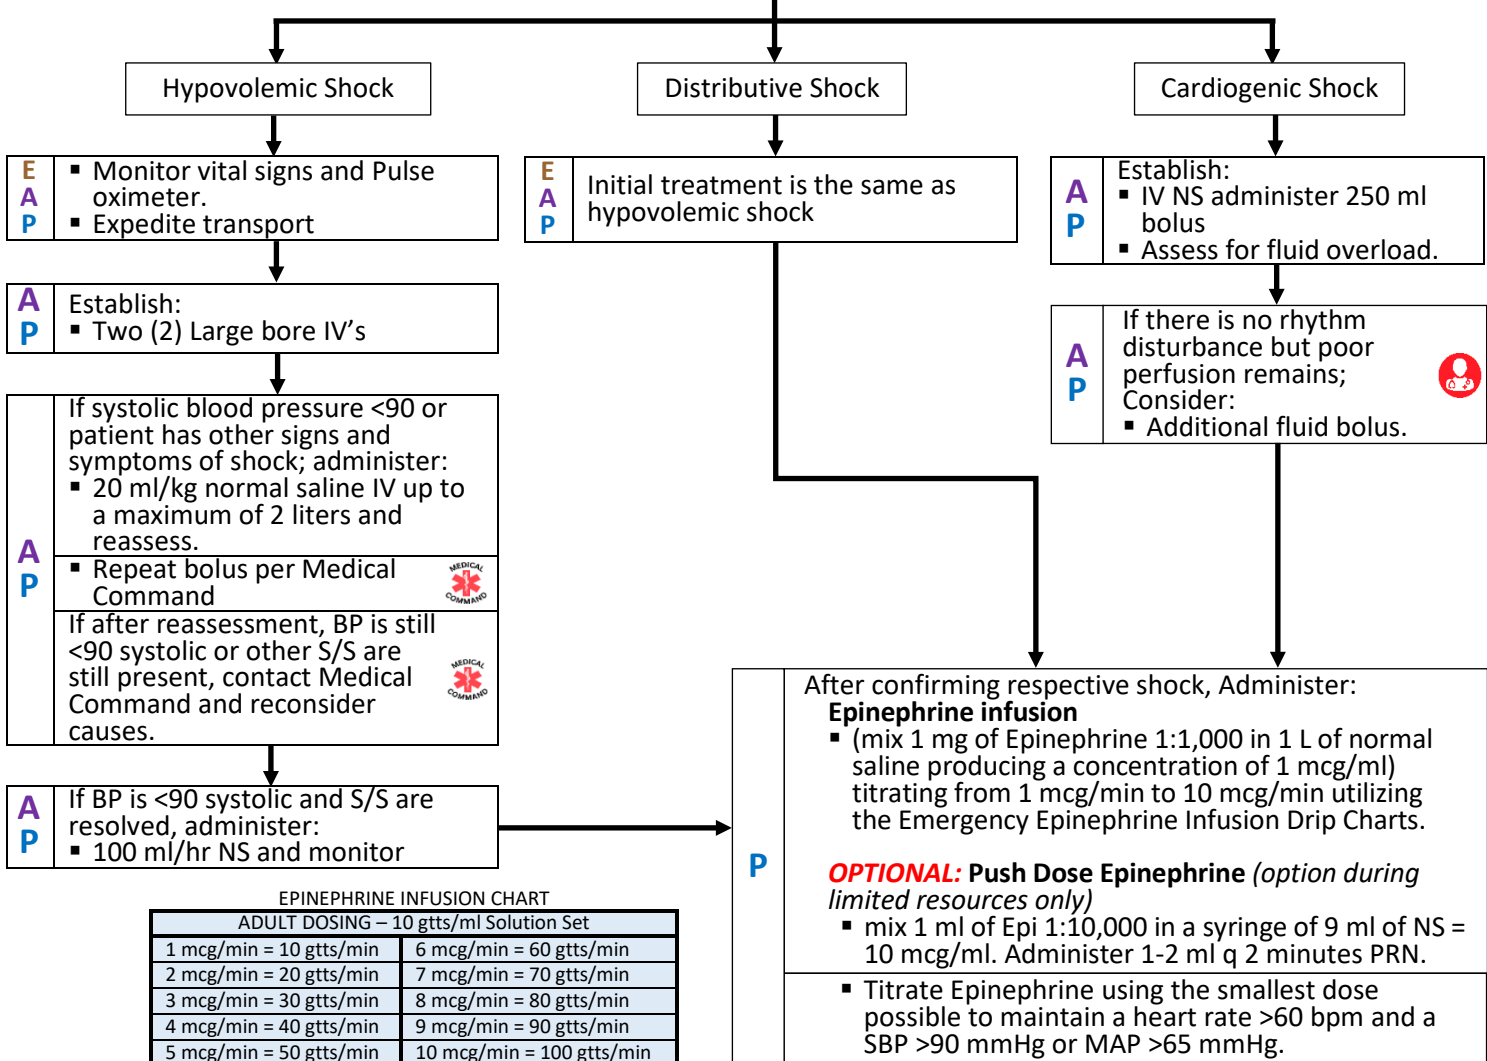 Hypovolemic Shock
Distributive Shock
Cardiogenic Shock
E
A
P
▪ Monitor vital signs and Pulse
oximeter.
▪ Expedite transport
E
A
P
Initial treatment is the same as
hypovolemic shock
A
P
Establish:
▪ IV NS administer 250 ml
bolus
▪ Assess for fluid overload.
A
P
Establish:
▪ Two (2) Large bore IV's
A
P
If there is no rhythm
disturbance but poor
perfusion remains;
Consider:
▪ Additional fluid bolus.
A
P
If systolic blood pressure <90 or
patient has other signs and
symptoms of shock; administer:
▪ 20 ml/kg normal saline IV up to
a maximum of 2 liters and
reassess.
▪ Repeat bolus per Medical
Command
MEDICAL
COMMAND
If after reassessment, BP is still
<90 systolic or other S/S are
still present, contact Medical
Command and reconsider
causes.
MEDICAL
COMMAND
A
P
If BP is <90 systolic and S/S are
resolved, administer:
▪ 100 ml/hr NS and monitor
P
After confirming respective shock, Administer:
Epinephrine infusion
▪ (mix 1 mg of Epinephrine 1:1,000 in 1 L of normal
saline producing a concentration of 1 mcg/ml)
titrating from 1 mcg/min to 10 mcg/min utilizing
the Emergency Epinephrine Infusion Drip Charts.
OPTIONAL: Push Dose Epinephrine (option during
limited resources only)
▪ mix 1 ml of Epi 1:10,000 in a syringe of 9 ml of NS =
10 mcg/ml. Administer 1-2 ml q 2 minutes PRN.
▪ Titrate Epinephrine using the smallest dose
possible to maintain a heart rate >60 bpm and a
SBP >90 mmHg or MAP >65 mmHg.
EPINEPHRINE INFUSION CHART
ADULT DOSING – 10 gtts/ml Solution Set
1 mcg/min = 10 gtts/min 6 mcg/min = 60 gtts/min
2 mcg/min = 20 gtts/min 7 mcg/min = 70 gtts/min
3 mcg/min = 30 gtts/min 8 mcg/min = 80 gtts/min
4 mcg/min = 40 gtts/min 9 mcg/min = 90 gtts/min
5 mcg/min = 50 gtts/min 10 mcg/min = 100 gtts/min